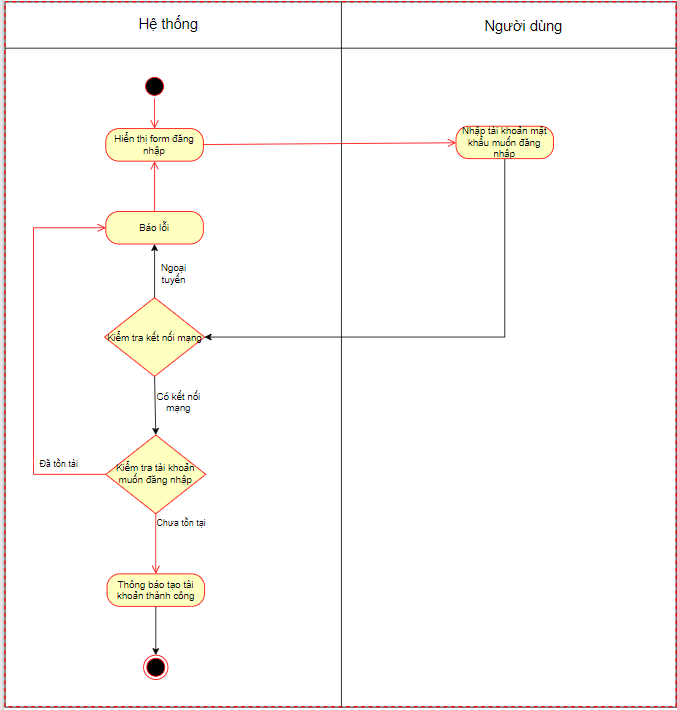 Hệ thống
Người dùng
Hiển thị form đăng
nhập
Nhập tài khoản mật
khẩu muốn đăng
nhập
Báo lỗi
Ngoại
tuyến
Kiểm tra kết nối mạng
Có kết nối
mạng
Đã tồn tải
Kiểm tra tài khoản
muốn đăng nhập
Chưa tồn tại
Thông báo tạo tài
khoản thành công